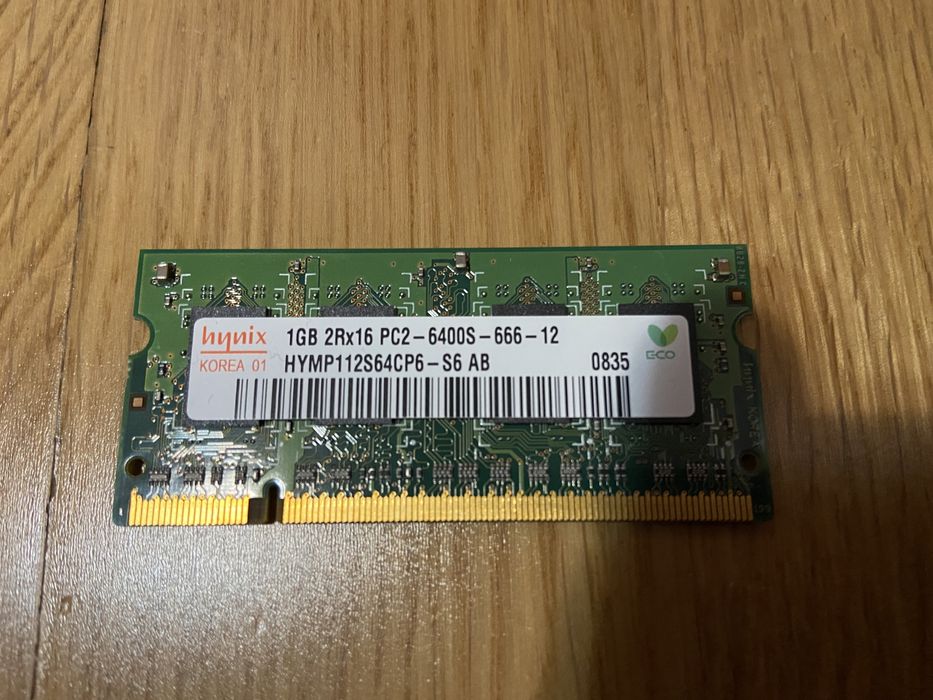 hynix
KOREA 01
1GB 2Rx16 PC2-6400S-666-12
HYMP112S64CP6-S6 AB
0835
ECO